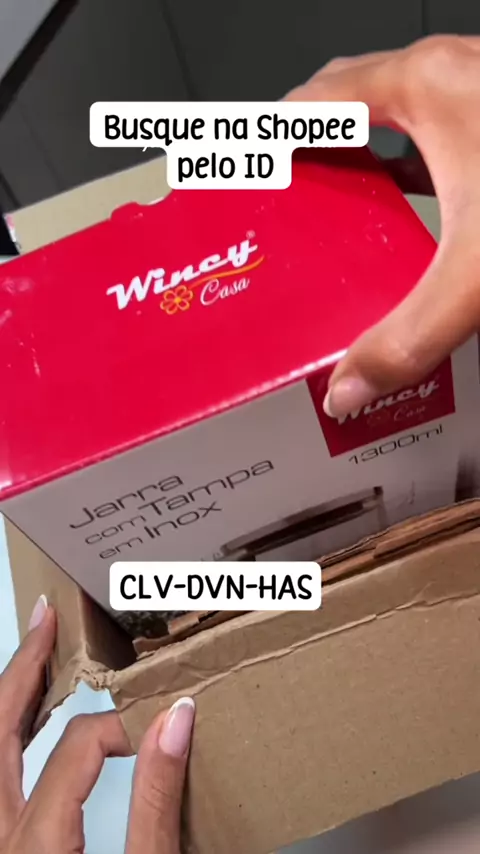 Busque na Shopee
pelo ID
Wincy
Casa
Wincy
Casa
1300ml
Jarra
com Tampa
em Inox
CLV-DVN-HAS